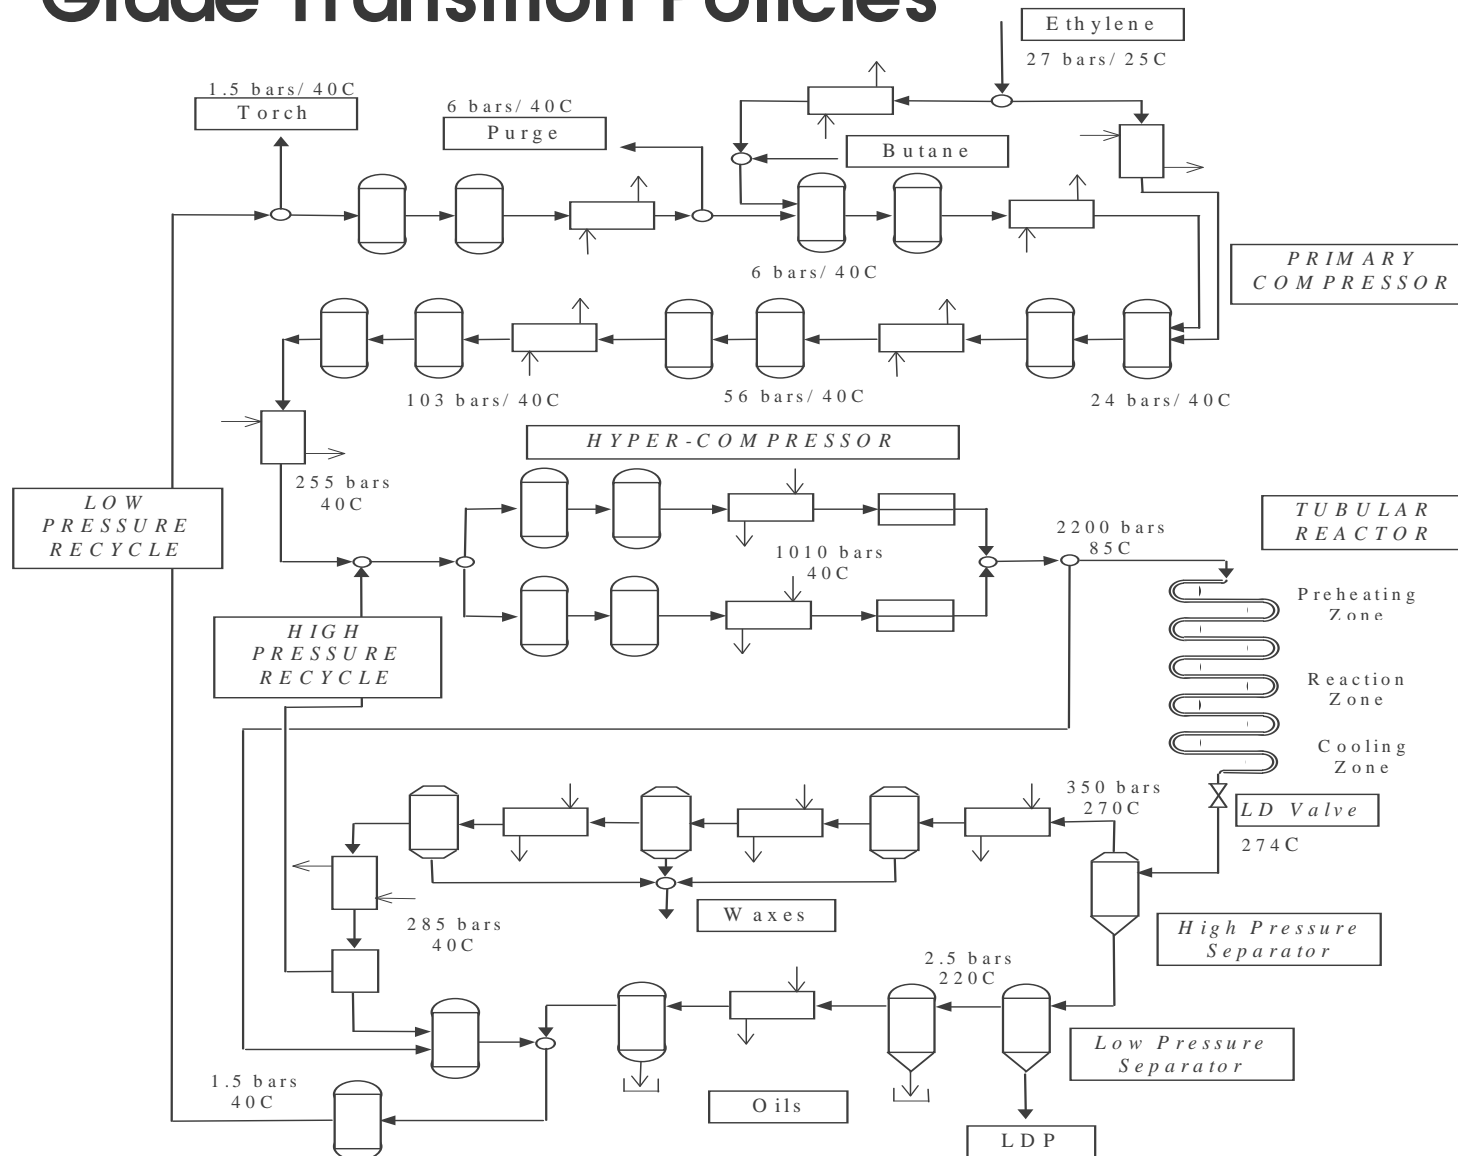 Grade Transition Policies
Ethylene
27 bars/ 25C
1.5 bars/ 40C
Torch
6 bars/ 40C
Purge
Butane
6 bars/ 40C
PRIMARY
COMPRESSOR
103 bars/ 40C
56 bars/ 40C
24 bars/ 40C
HYPER-COMPRESSOR
255 bars
40C
LOW
PRESSURE
RECYCLE
TUBULAR
REACTOR
2200 bars
85C
1010 bars
40C
Preheating
Zone
HIGH
PRESSURE
RECYCLE
Reaction
Zone
Cooling
Zone
350 bars
270C
LD Valve
274C
Waxes
285 bars
40C
High Pressure
Separator
2.5 bars
220C
Low Pressure
Separator
1.5 bars
40C
Oils
LDP